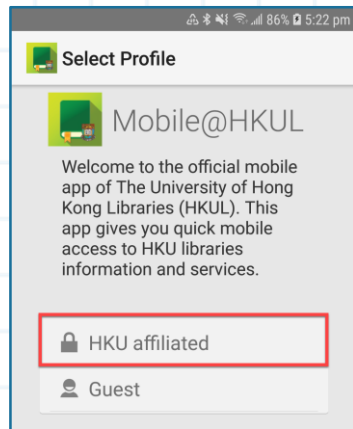 86% 5:22 pm
Select Profile
Mobile@HKUL
Welcome to the official mobile
app of The University of Hong
Kong Libraries (HKUL). This
app gives you quick mobile
access to HKU libraries
information and services.
HKU affiliated
Guest